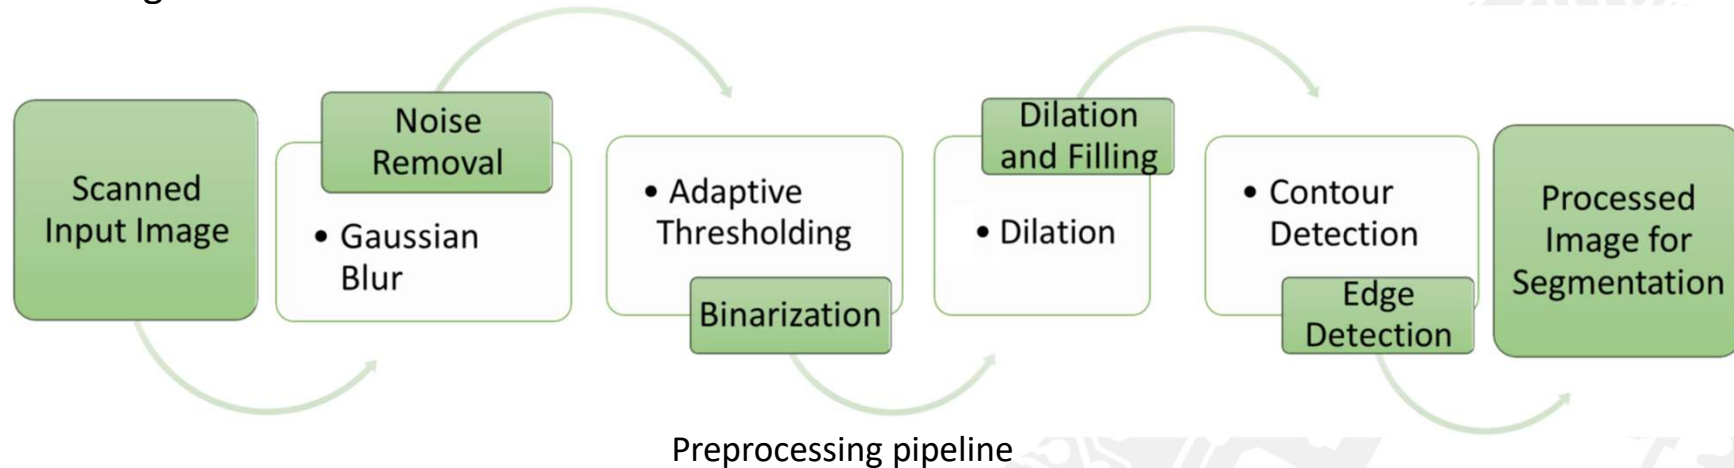 Scanned
Input Image
Noise
Removal
• Gaussian
Blur
• Adaptive
Thresholding
Binarization
Dilation
and Filling
• Dilation
• Contour
Detection
Edge
Detection
Processed
Image for
Segmentation
Preprocessing pipeline